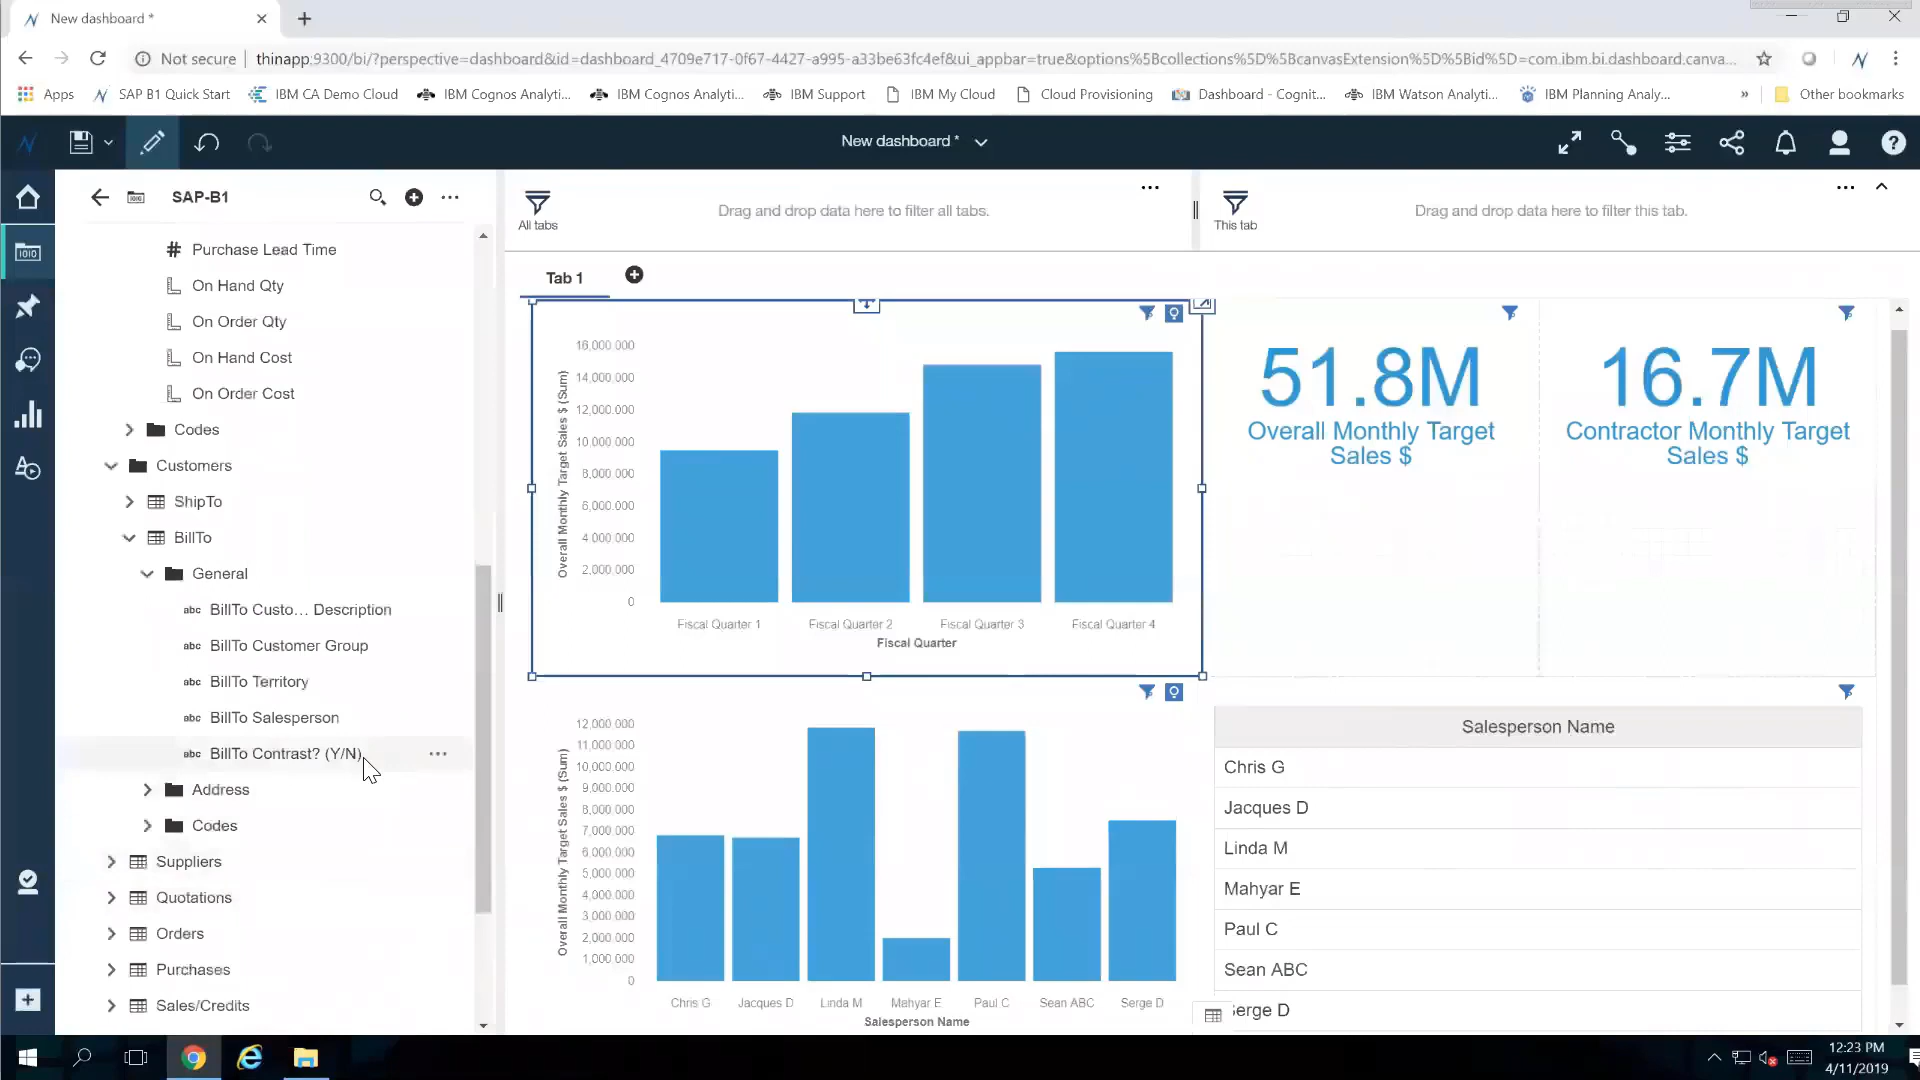 New dashboard *
Not secure
thinapp:9300/bi/?perspective=dashboard&id=dashboard_4709e717-0f67-4427-a995-a33be63fc4ef&ui_appbar=true&options%5Bcollections%5D%5BcanvasExtension%5D%5Bid%5D=com.ibm.bi.dashboard.canva...
Apps
SAP B1 Quick Start
IBM CA Demo Cloud
IBM Cognos Analyti...
IBM Cognos Analyti...
IBM Support
IBM My Cloud
Cloud Provisioning
Dashboard - Cognit...
IBM Watson Analyti...
IBM Planning Analy...
»
Other bookmarks
New dashboard *
SAP-B1
Purchase Lead Time
On Hand Qty
On Order Qty
On Hand Cost
On Order Cost
Codes
Customers
ShipTo
BillTo
General
abc BillTo Custo... Description
abc BillTo Customer Group
abc BillTo Territory
abc BillTo Salesperson
abc BillTo Contrast? (Y/N)
Address
Codes
Suppliers
Quotations
Orders
Purchases
Sales/Credits
All tabs
Drag and drop data here to filter all tabs.
This tab
Drag and drop data here to filter this tab.
Tab 1
Overall Monthly Target Sales $ (Sum)
16,000,000
14,000,000
12,000,000
10,000,000
8,000,000
6,000,000
4,000,000
2,000,000
0
Fiscal Quarter 1
Fiscal Quarter 2
Fiscal Quarter 3
Fiscal Quarter 4
Fiscal Quarter
51.8M
Overall Monthly Target
Sales $
16.7M
Contractor Monthly Target
Sales $
Overall Monthly Target Sales $ (Sum)
12,000,000
11,000,000
10,000,000
9,000,000
8,000,000
7,000,000
6,000,000
5,000,000
4,000,000
3,000,000
2,000,000
1,000,000
0
Chris G
Jacques D
Linda M
Mahyar E
Paul C
Sean ABC
Serge D
Salesperson Name
Salesperson Name
Chris G
Jacques D
Linda M
Mahyar E
Paul C
Sean ABC
Serge D
12:23 PM
4/11/2019